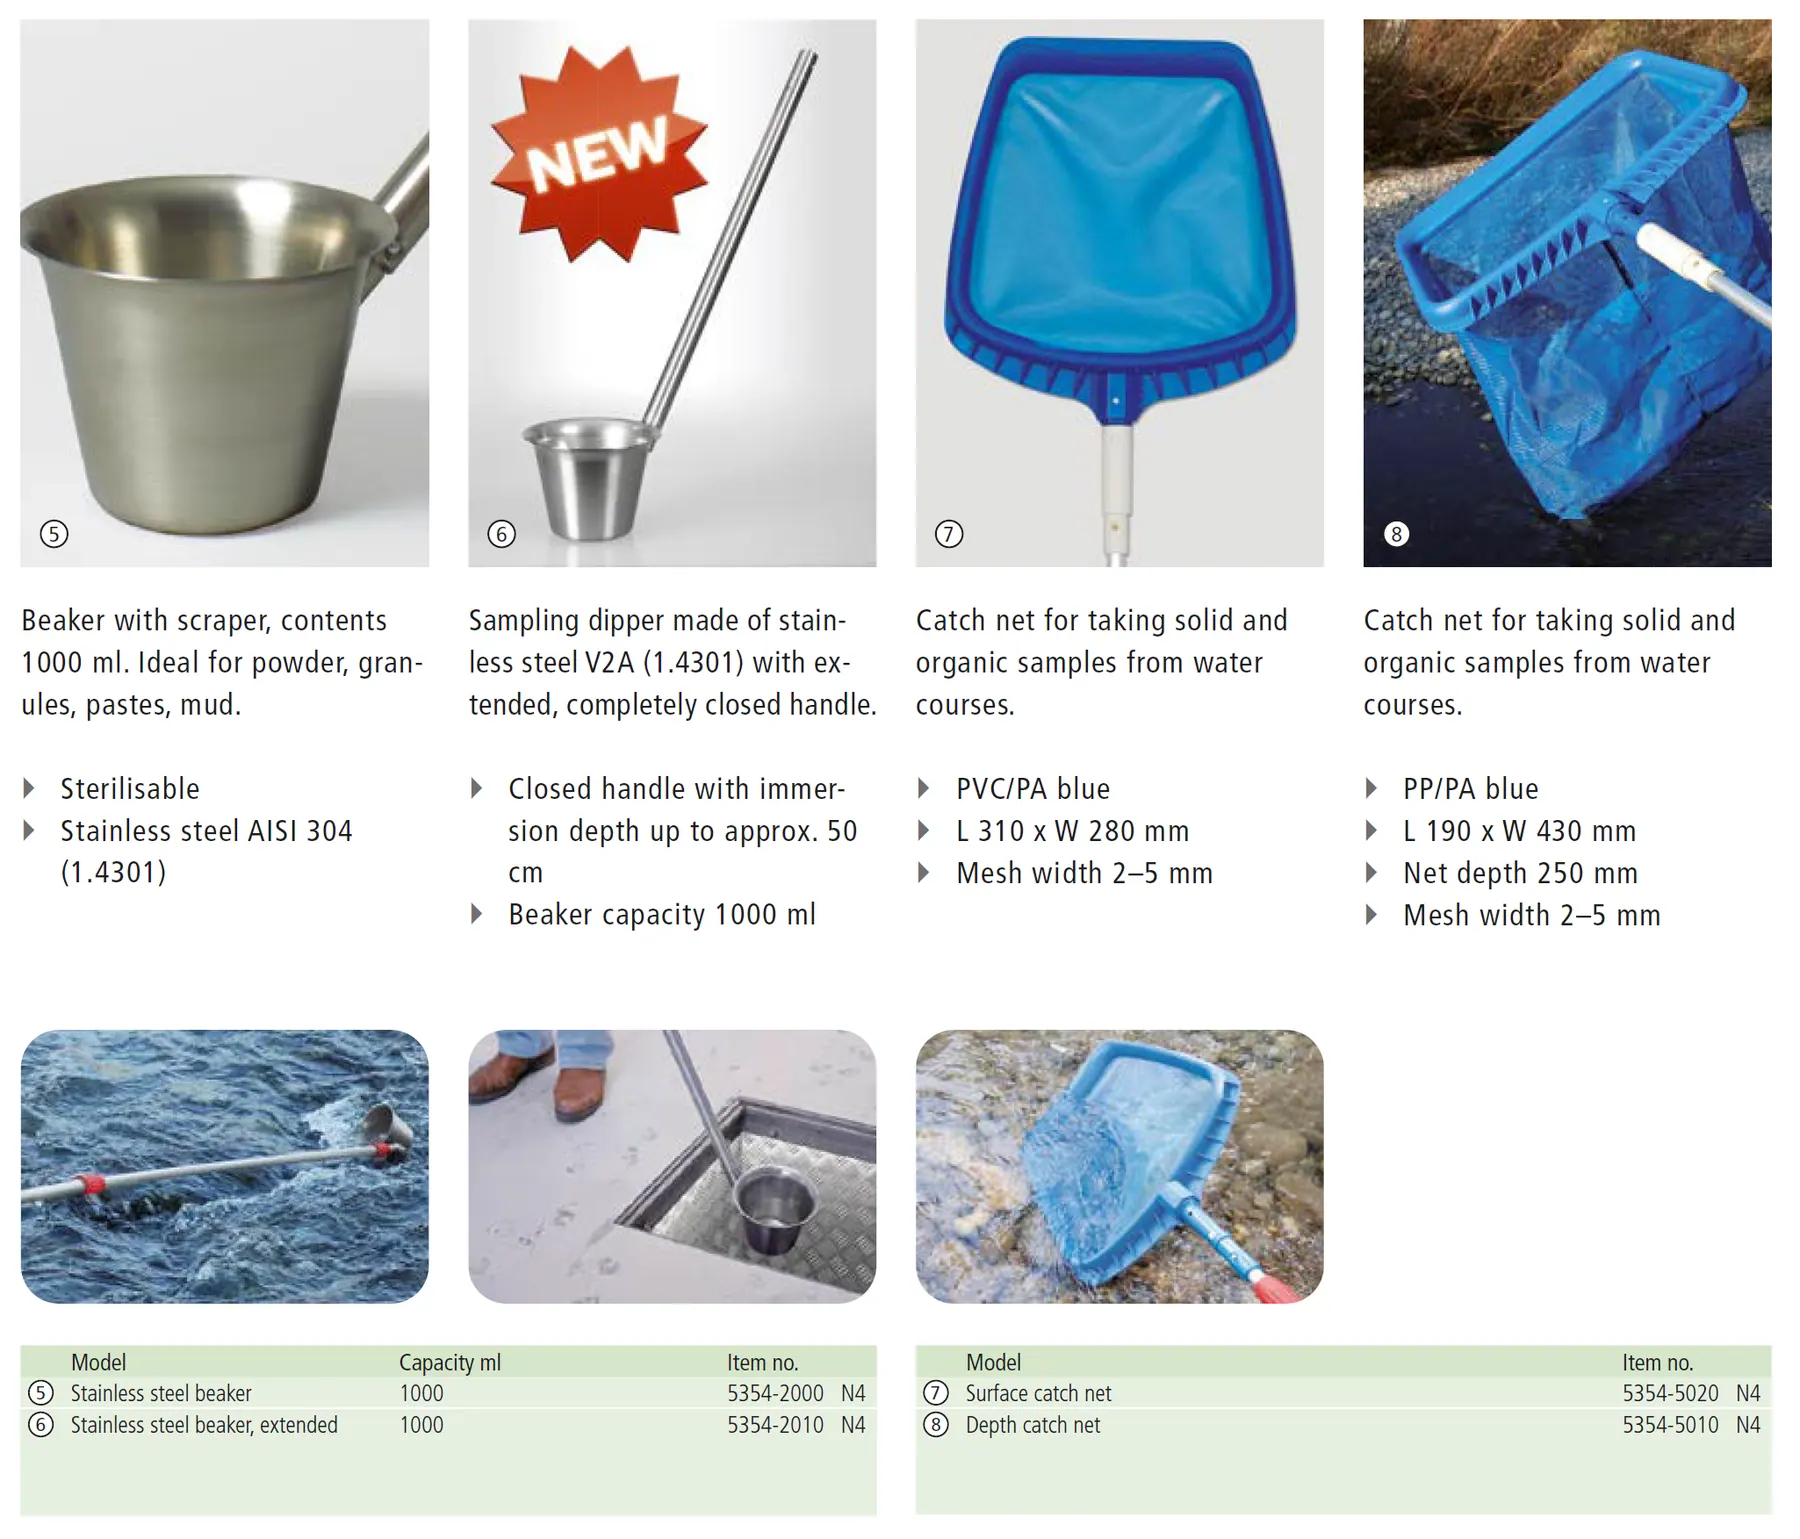 NEW
5
6
7
8
Beaker with scraper, contents
1000 ml. Ideal for powder, gran-
ules, pastes, mud.
Sterilisable
Stainless steel AISI 304
(1.4301)
Sampling dipper made of stain-
less steel V2A (1.4301) with ex-
tended, completely closed handle.
Closed handle with immer-
sion depth up to approx. 50
cm
Beaker capacity 1000 ml
Catch net for taking solid and
organic samples from water
courses.
PVC/PA blue
L 310 x W 280 mm
Mesh width 2–5 mm
Catch net for taking solid and
organic samples from water
courses.
PP/PA blue
L 190 x W 430 mm
Net depth 250 mm
Mesh width 2–5 mm
Model Capacity ml Item no.
5 Stainless steel beaker 1000 5354-2000 N4
6 Stainless steel beaker, extended 1000 5354-2010 N4
Model Item no.
7 Surface catch net 5354-5020 N4
8 Depth catch net 5354-5010 N4